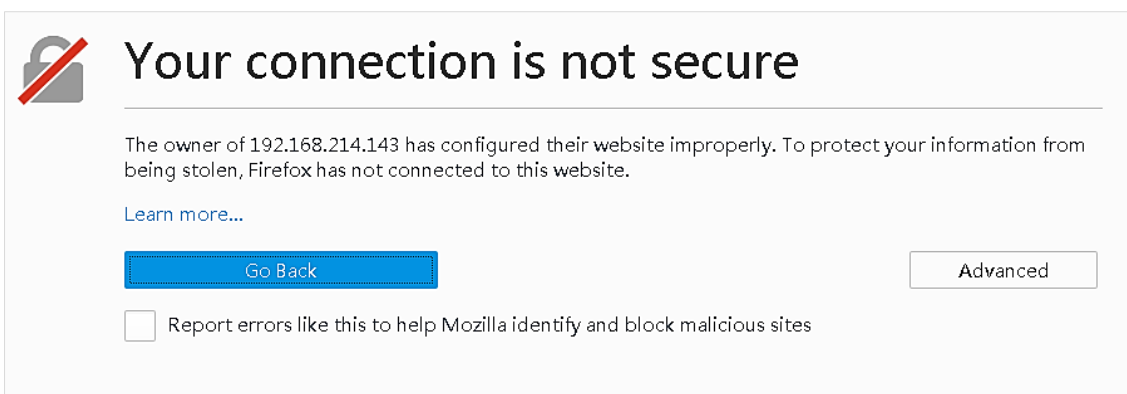 Your connection is not secure
The owner of 192.168.214.143 has configured their website improperly. To protect your information from
being stolen, Firefox has not connected to this website.
Learn more...
Go Back
Advanced
Report errors like this to help Mozilla identify and block malicious sites